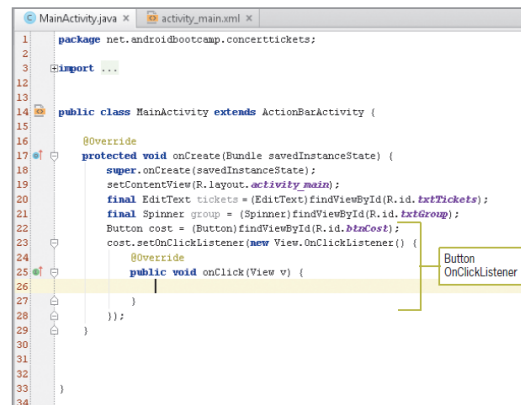 MainActivity.java × activity_main.xml ×
1 package net.androidbootcamp.concerttickets;
2
3 import ...
12
13
14 public class MainActivity extends ActionBarActivity {
15
16 @Override
17 protected void onCreate(Bundle savedInstanceState) {
18 super.onCreate(savedInstanceState);
19 setContentView(R.layout.activity_main);
20 final EditText tickets =(EditText)findViewById(R.id.txtTickets);
21 final Spinner group = (Spinner)findViewById(R.id.txtGroup);
22 Button cost = (Button)findViewById(R.id.btnCost);
23 cost.setOnClickListener(new View.OnClickListener() {
24 @Override
25 public void onClick(View v) {
26
27 }
28 });
29 }
30
31
32
33 }
34
Button
OnClickListener